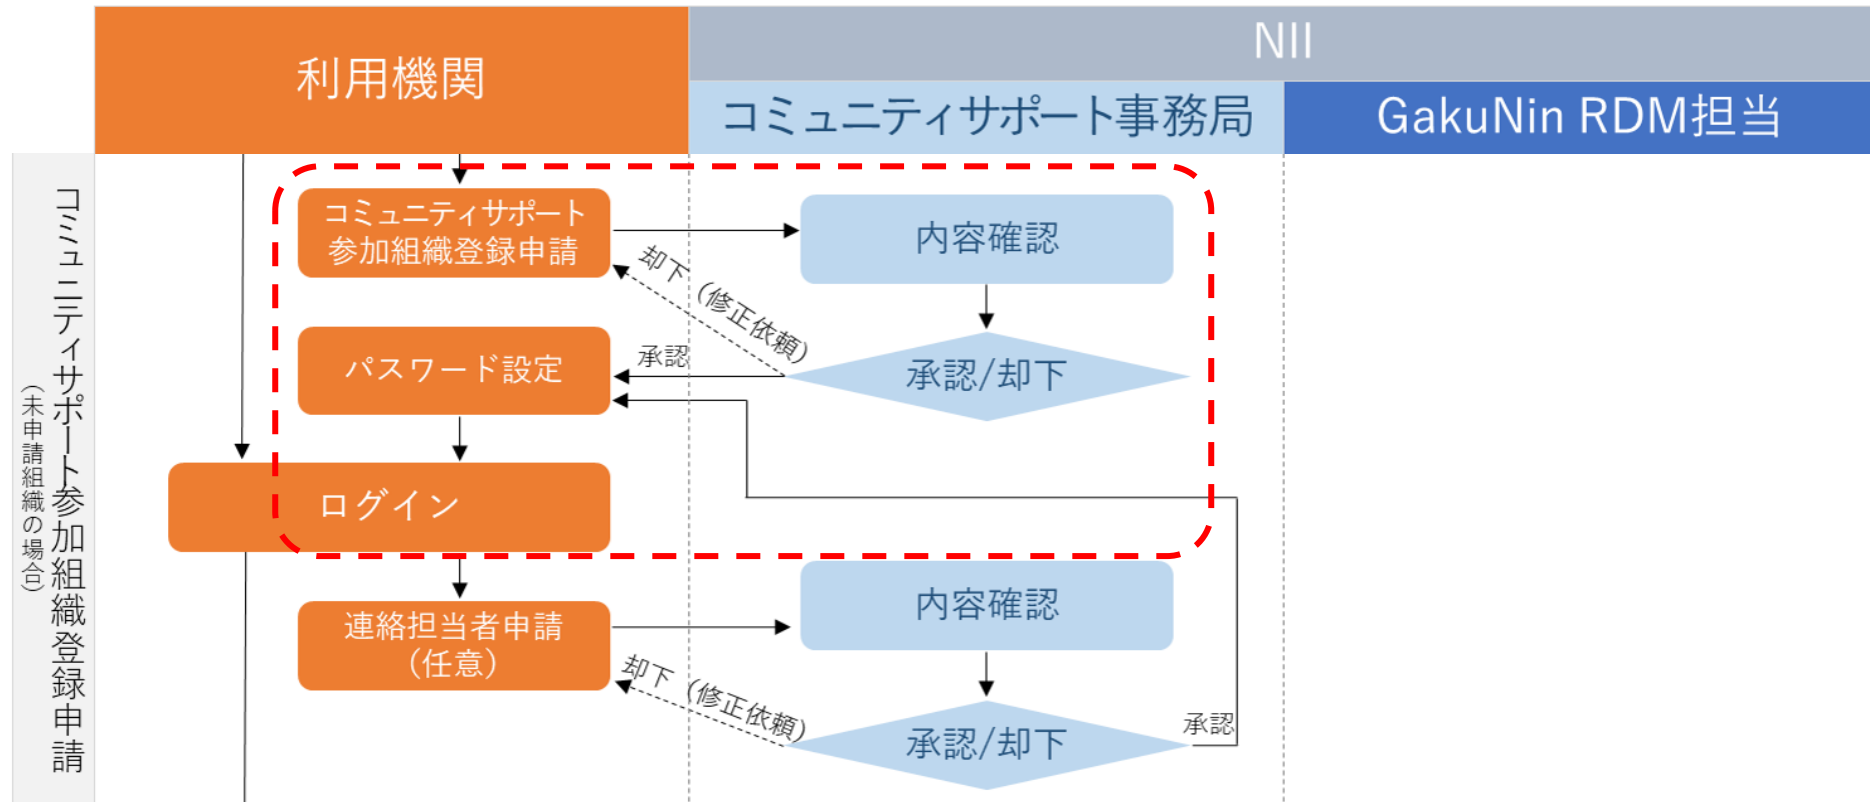 利用機関
NII
コミュニティサポート事務局
GakuNin RDM担当
コミュニティサポート参加組織登録申請
（未申請組織の場合）
コミュニティサポート
参加組織登録申請
内容確認
却下（修正依頼）
パスワード設定
承認
承認/却下
ログイン
連絡担当者申請
（任意）
内容確認
却下（修正依頼）
承認/却下
承認